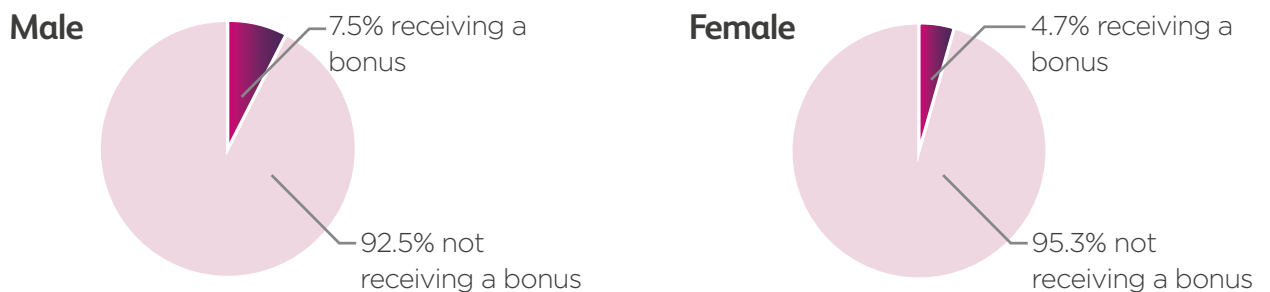 Male
7.5% receiving a
bonus
92.5% not
receiving a bonus
Female
4.7% receiving a
bonus
95.3% not
receiving a bonus